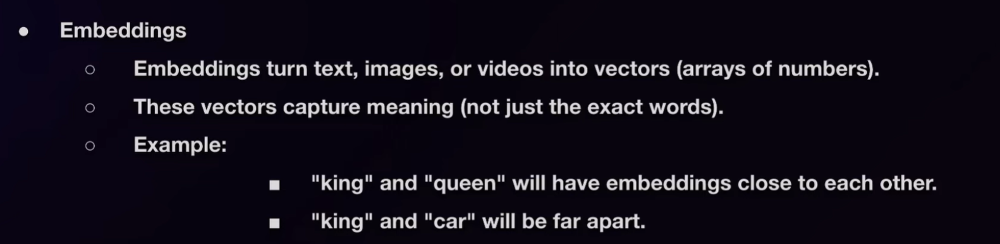 ● Embeddings
○ Embeddings turn text, images, or videos into vectors (arrays of numbers).
○ These vectors capture meaning (not just the exact words).
○ Example:
■ "king" and "queen" will have embeddings close to each other.
■ "king" and "car" will be far apart.